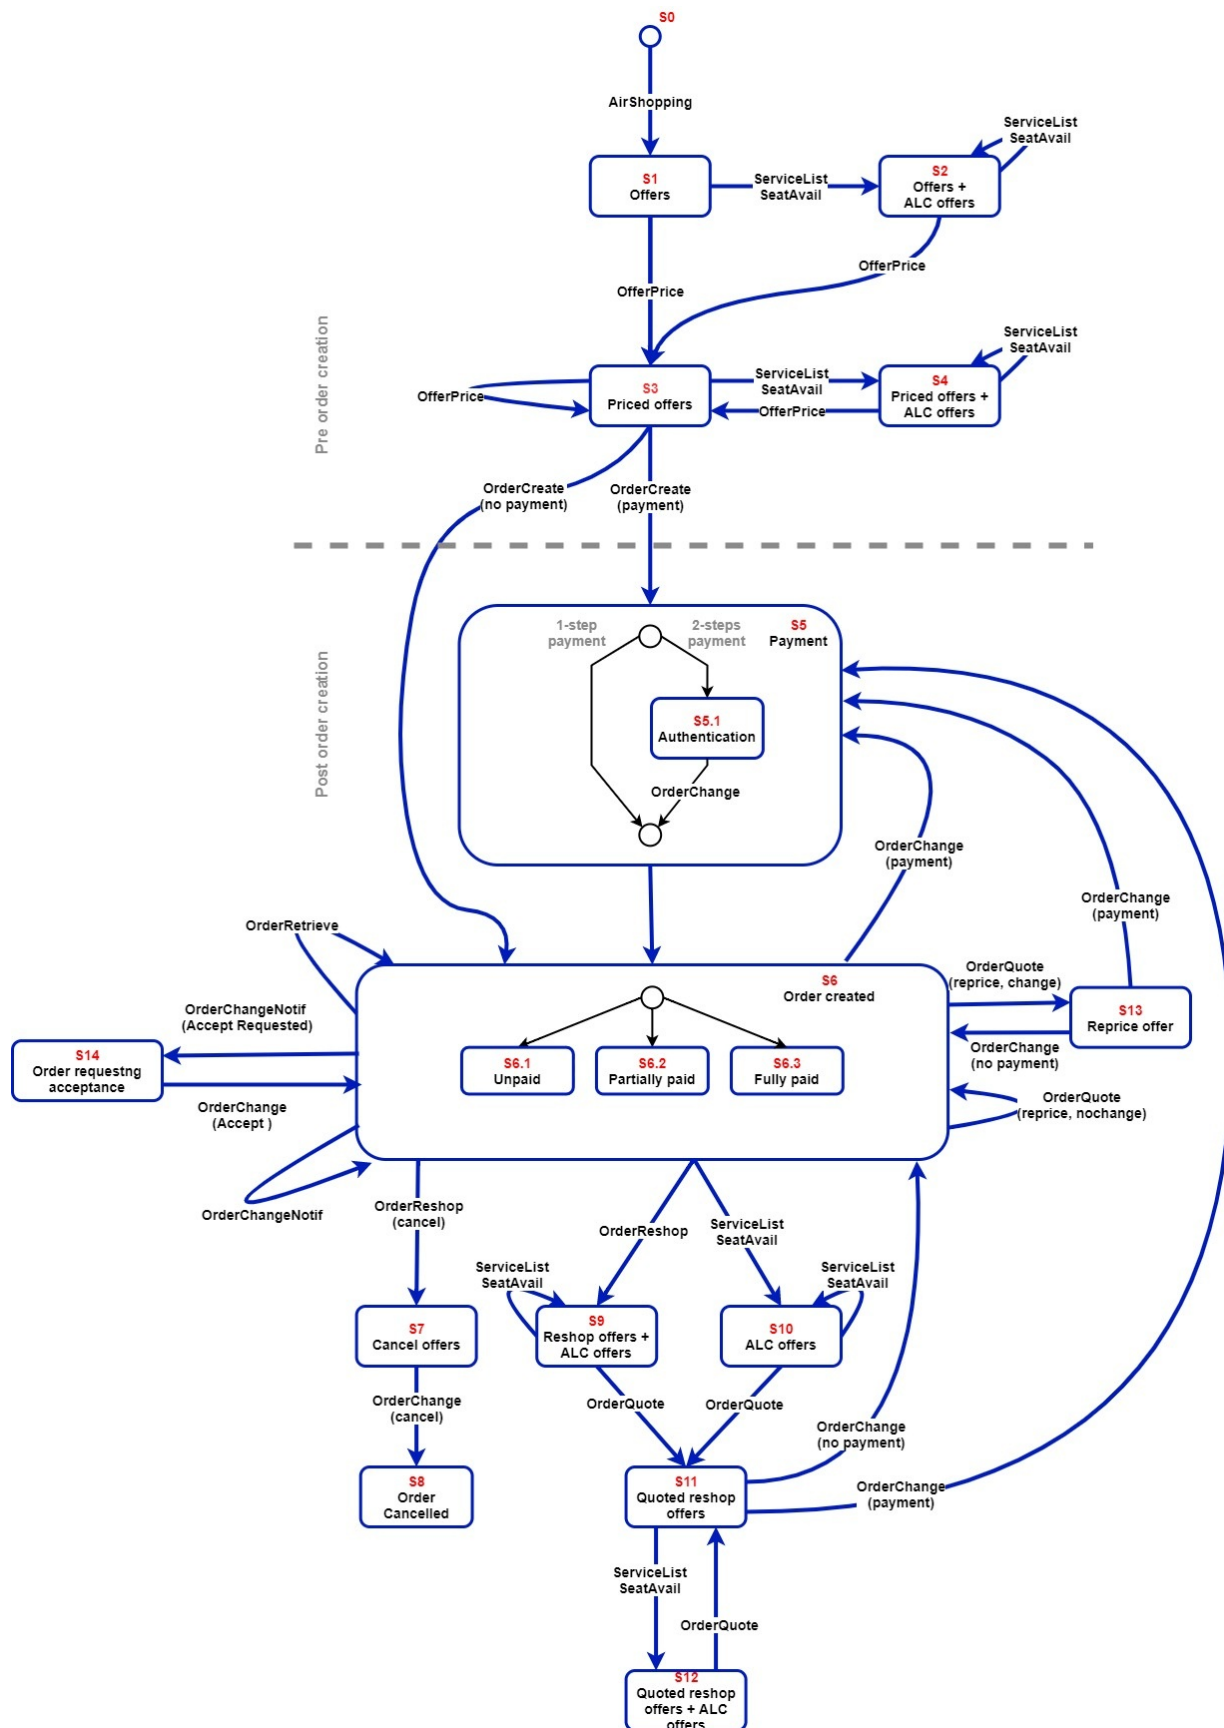 S0
AirShopping
S1
Offers
ServiceList
SeatAvail
S2
Offers +
ALC offers
ServiceList
SeatAvail
OfferPrice
OfferPrice
Pre order creation
OfferPrice
S3
Priced offers
ServiceList
SeatAvail
OfferPrice
S4
Priced offers +
ALC offers
ServiceList
SeatAvail
OrderCreate
(no payment)
OrderCreate
(payment)
Post order creation
1-step
payment
2-steps
payment
S5
Payment
S5.1
Authentication
OrderChange
OrderChange
(payment)
OrderChange
(payment)
OrderRetrieve
OrderChangeNotif
(Accept Requested)
S14
Order requestng
acceptance
OrderChange
(Accept )
OrderChangeNotif
S6
Order created
S6.1
Unpaid
S6.2
Partially paid
S6.3
Fully paid
OrderQuote
(reprice, change)
S13
Reprice offer
OrderChange
(no payment)
OrderQuote
(reprice, nochange)
OrderReshop
(cancel)
OrderReshop
ServiceList
SeatAvail
ServiceList
SeatAvail
ServiceList
SeatAvail
S7
Cancel offers
S9
Reshop offers +
ALC offers
S10
ALC offers
OrderChange
(cancel)
OrderQuote
OrderQuote
OrderChange
(no payment)
S8
Order
Cancelled
S11
Quoted reshop
offers
OrderChange
(payment)
ServiceList
SeatAvail
OrderQuote
S12
Quoted reshop
offers + ALC
offers